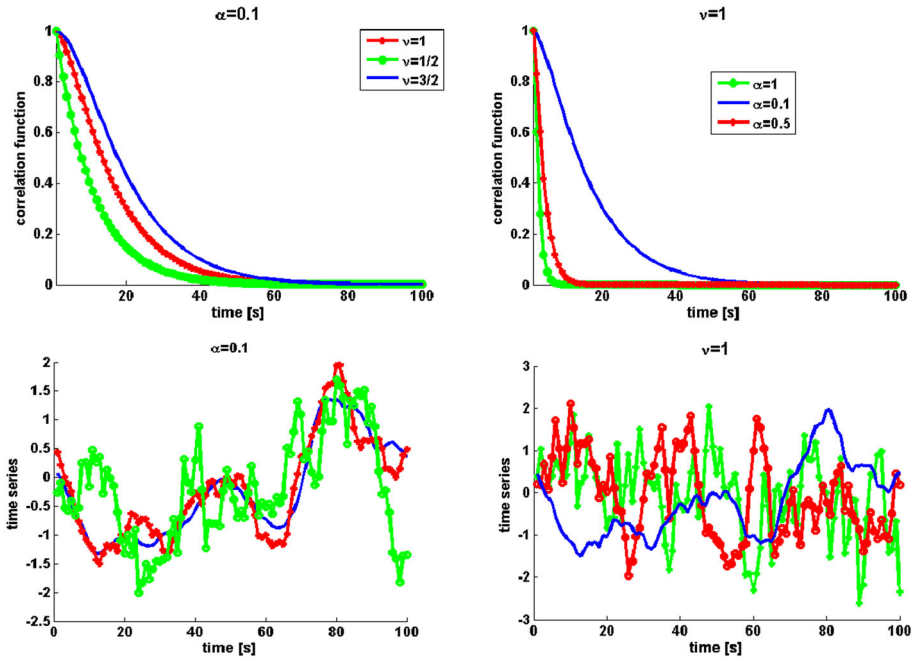 α=0.1
correlation function
1
0.8
0.6
0.4
0.2
0
20
40
60
80
100
time [s]
ν=1
ν=1/2
ν=3/2
ν=1
correlation function
1
0.8
0.6
0.4
0.2
0
20
40
60
80
100
time [s]
α=1
α=0.1
α=0.5
α=0.1
time series
2
1.5
1
0.5
0
-0.5
-1
-1.5
-2
-2.5
0
20
40
60
80
100
time [s]
ν=1
time series
3
2
1
0
-1
-2
-3
0
20
40
60
80
100
time [s]